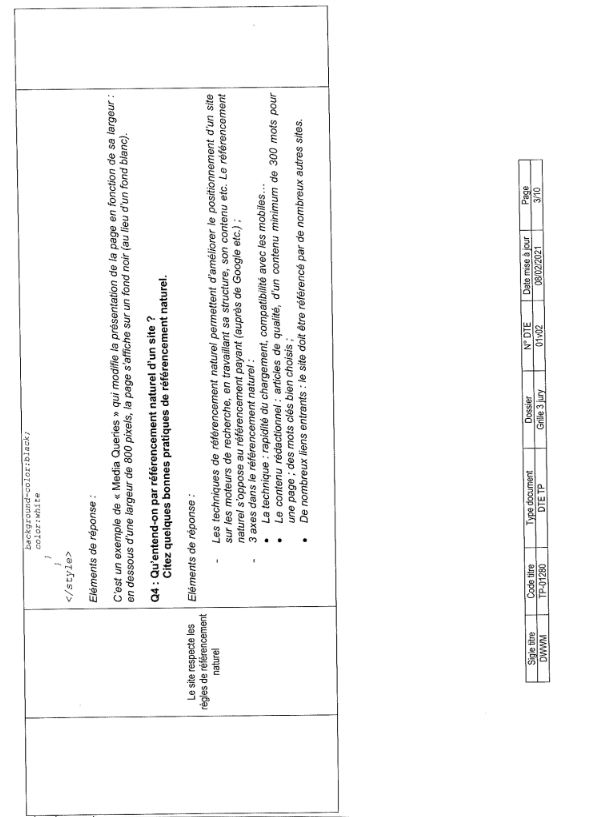 background-color:black;
color:white
}
}
</style>
Eléments de réponse :
C'est un exemple de « Media Queries » qui modifie la présentation de la page en fonction de sa largeur :
en dessous d'une largeur de 800 pixels, la page s'affiche sur un fond noir (au lieu d'un fond blanc).
Q4 : Qu'entend-on par référencement naturel d'un site ?
Citez quelques bonnes pratiques de référencement naturel.
Le site respecte les
règles de référencement
naturel
Eléments de réponse :
- Les techniques de référencement naturel permettent d'améliorer le positionnement d'un site
sur les moteurs de recherche, en travaillant sa structure, son contenu etc. Le référencement
naturel s'oppose au référencement payant (auprès de Google etc.) ;
- 3 axes dans le référencement naturel :
• La technique : rapidité du chargement, compatibilité avec les mobiles…
• Le contenu rédactionnel : articles de qualité, d'un contenu minimum de 300 mots pour
une page ; des mots clés bien choisis ;
• De nombreux liens entrants : le site doit être référencé par de nombreux autres sites.
Sigle titre Code titre Type document Dossier N° DTE Date mise à jour Page
DWWM TP-01280 DTE TP Grille 3 jury 01v02 08/02/2021 3/10